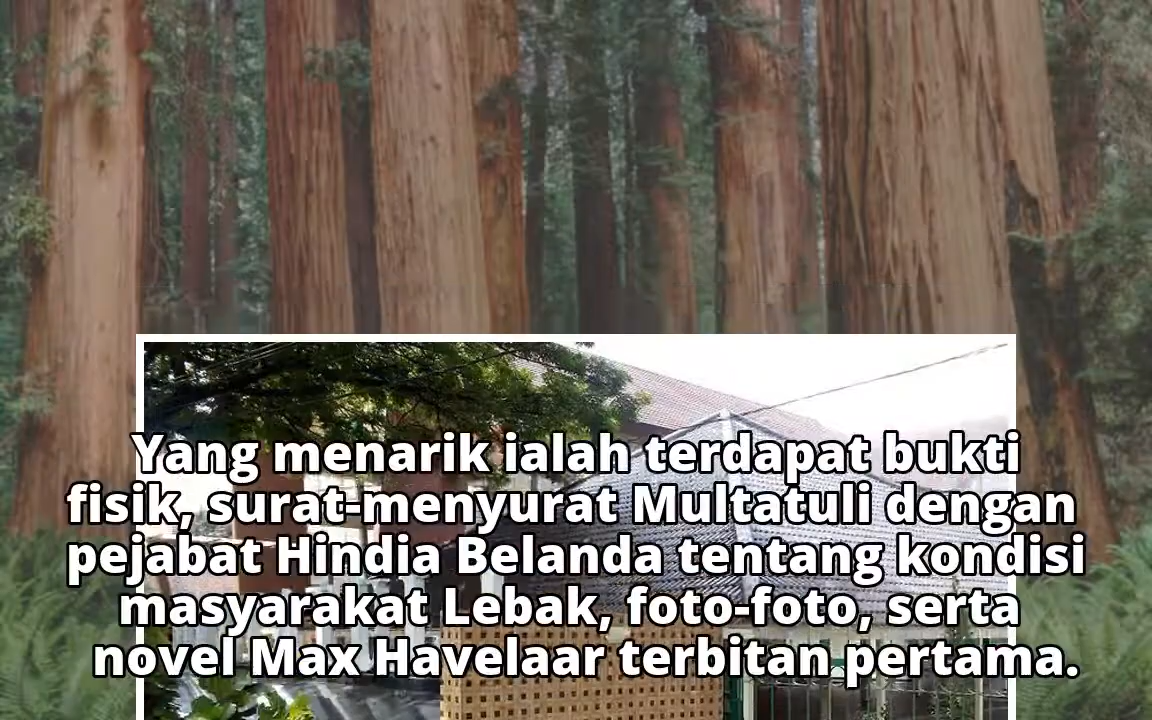 Yang menarik ialah terdapat bukti
fisik, surat-menyurat Multatuli dengan
pejabat Hindia Belanda tentang kondisi
masyarakat Lebak, foto-foto, serta
novel Max Havelaar terbitan pertama.